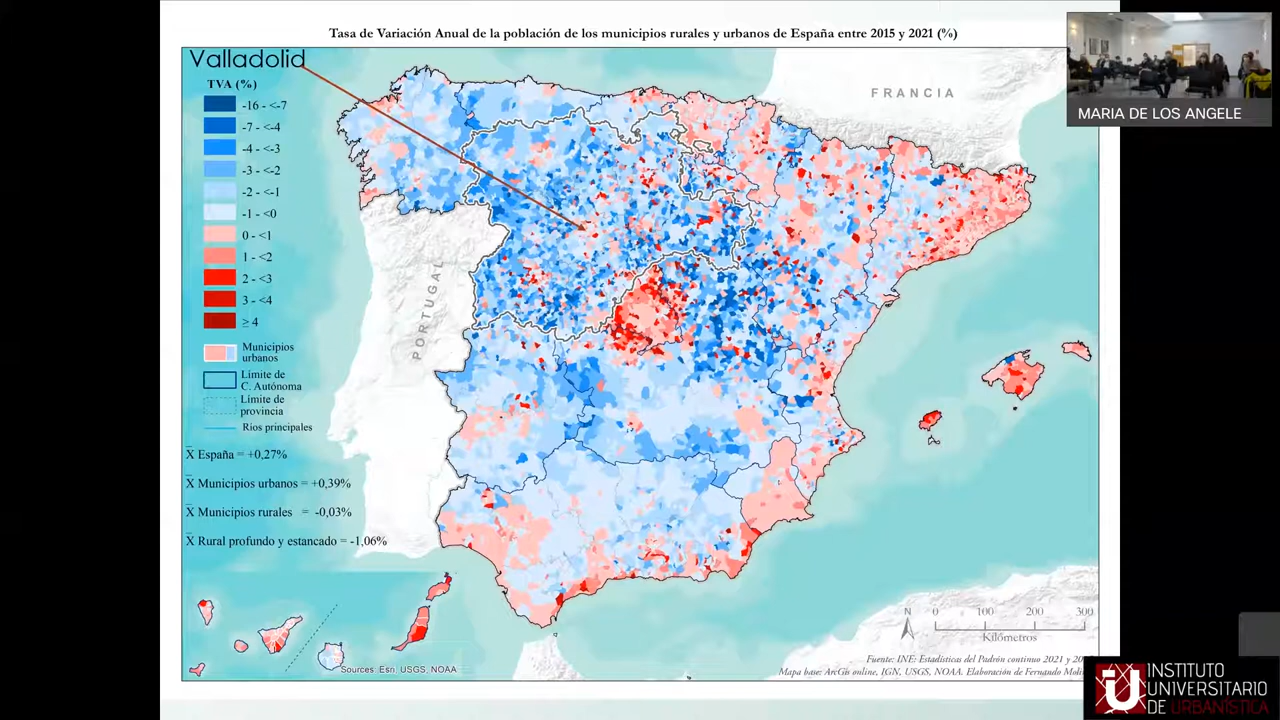 Tasa de Variación Anual de la población de los municipios rurales y urbanos de España entre 2015 y 2021 (%)
Valladolid
TVA (%)
-16 - <-7
-7 - <-4
-4 - <-3
-3 - <-2
-2 - <-1
-1 - <0
0 - <1
1 - <2
2 - <3
3 - <4
≥ 4
Municipios
urbanos
Límite de
C. Autónoma
Límite de
provincia
Ríos principales
X España = +0,27%
X Municipios urbanos = +0,39%
X Municipios rurales = -0,03%
X Rural profundo y estancado = -1,06%
FRANCIA
PORTUGAL
MARIA DE LOS ANGELE
N
0 100 200 300
Kilómetros
Sources: Esri, USGS, NOAA
Fuente: INE: Estadísticas del Padrón continuo 2021 y
Mapa base: ArcGis online, IGN, USGS, NOAA. Elaboración de Fernando
INSTITUTO
UNIVERSITARIO
DE URBANÍSTICA